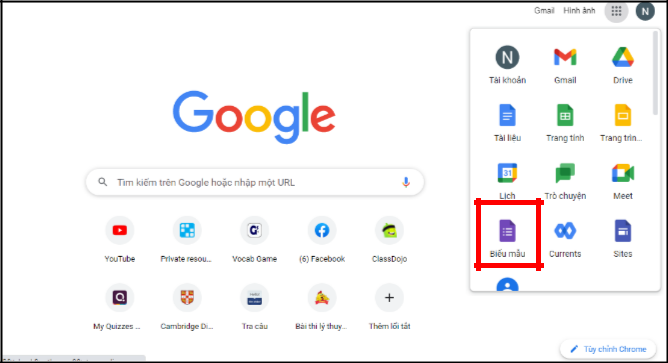 Gmail Hình ảnh N
Google
Tìm kiếm trên Google hoặc nhập một URL
YouTube Private resou... Vocab Game (6) Facebook ClassDojo
My Quizzes ... Cambridge Di... Tra câu Bài thi lý thuy... Thêm lối tắt
N
Tài khoản Gmail Drive
Tài liệu Trang tính Trang trìn...
31
Lịch Trò chuyện Meet
Biểu mẫu Currents Sites
Tùy chỉnh Chrome